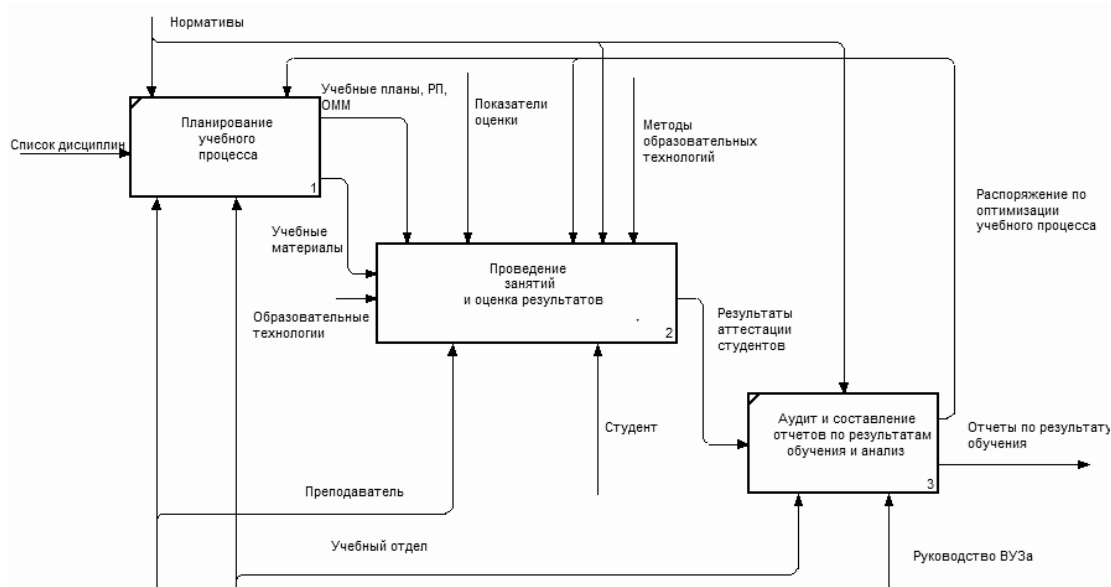 Нормативы
Учебные планы, РП,
ОММ
Показатели
оценки
Методы
образовательных
технологий
Планирование
учебного
процесса
1
Список дисциплин
Распоряжение по
оптимизации
учебного процесса
Учебные
материалы
Проведение
занятий
и оценка результатов
2
Образовательные
технологии
Результаты
аттестации
студентов
Аудит и составление
отчетов по результатам
обучения и анализ
3
Студент
Отчеты по результату
обучения
Преподаватель
Учебный отдел
Руководство ВУЗа